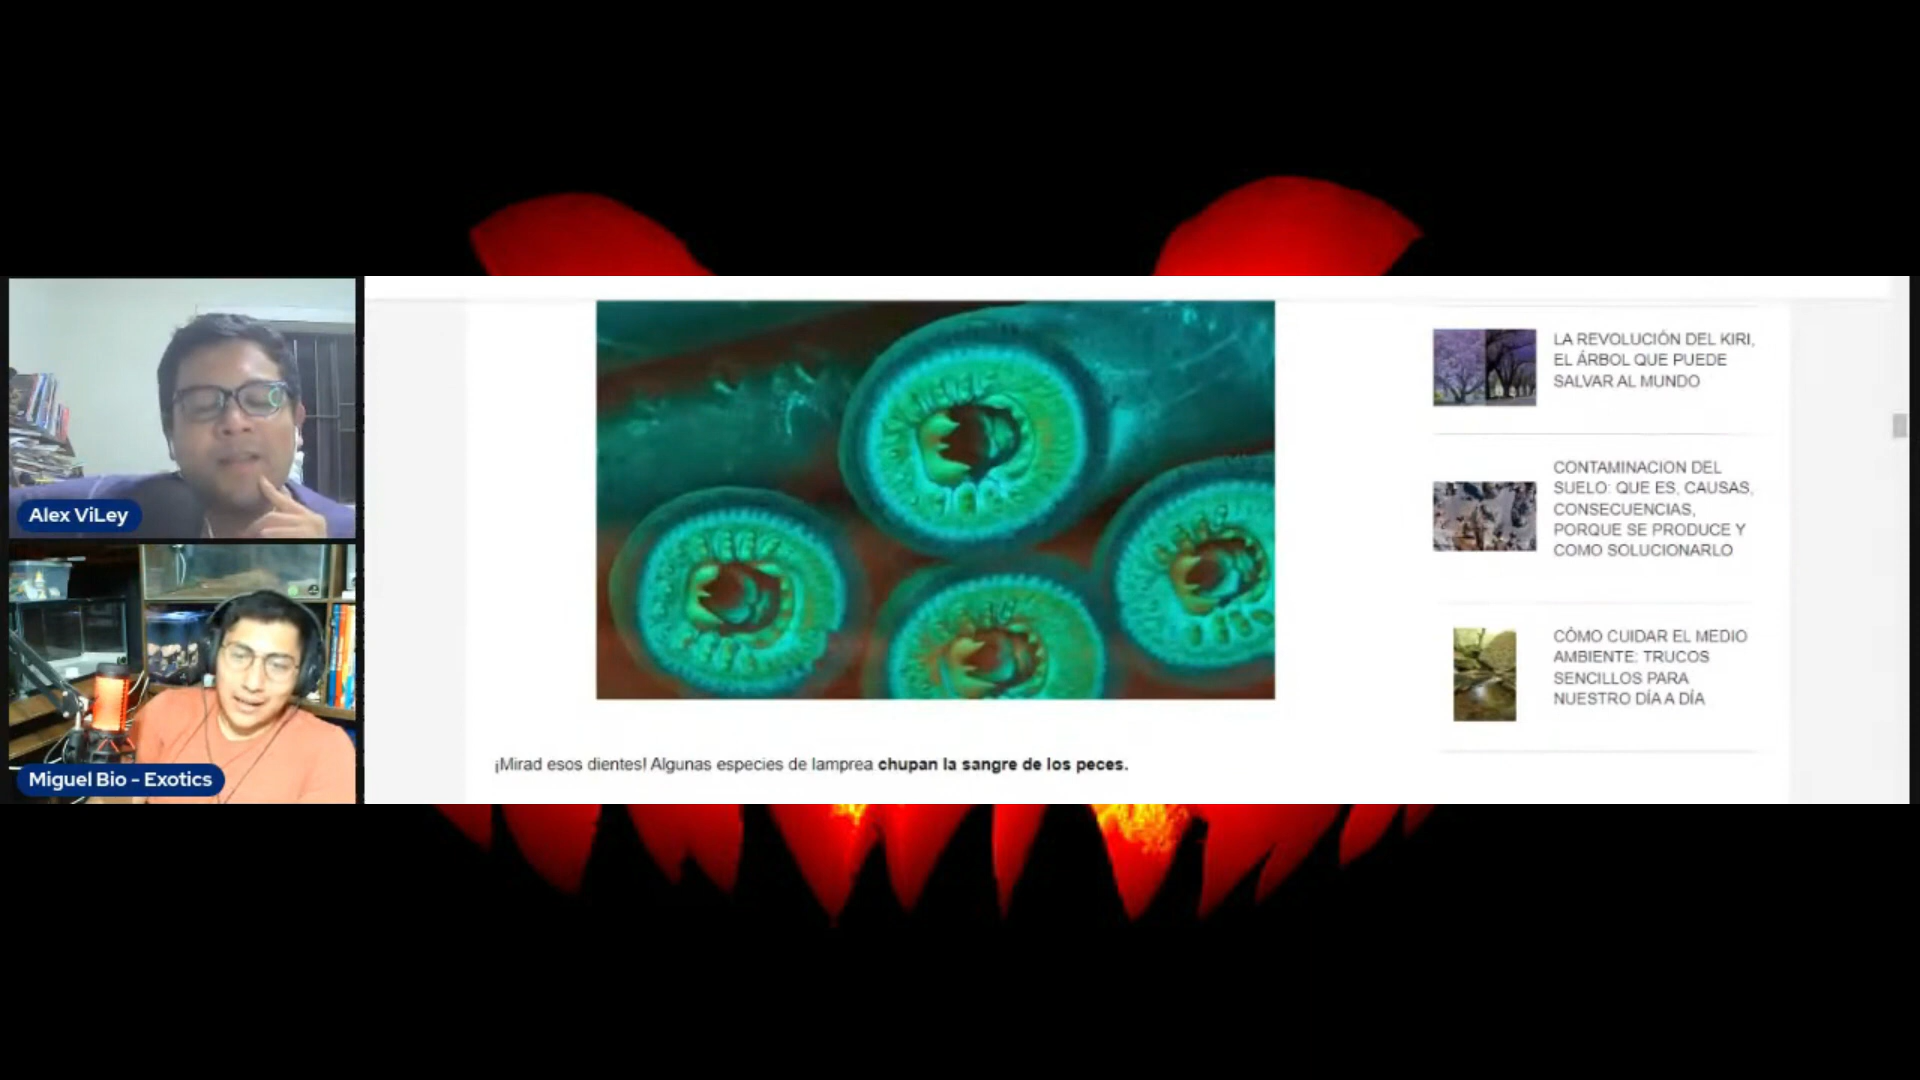 Alex ViLey
Miguel Bio - Exotics
¡Mirad esos dientes! Algunas especies de lamprea chupan la sangre de los peces.
LA REVOLUCIÓN DEL KIRI,
EL ÁRBOL QUE PUEDE
SALVAR AL MUNDO
CONTAMINACION DEL
SUELO: QUE ES, CAUSAS,
CONSECUENCIAS,
PORQUE SE PRODUCE Y
COMO SOLUCIONARLO
CÓMO CUIDAR EL MEDIO
AMBIENTE: TRUCOS
SENCILLOS PARA
NUESTRO DÍA A DÍA